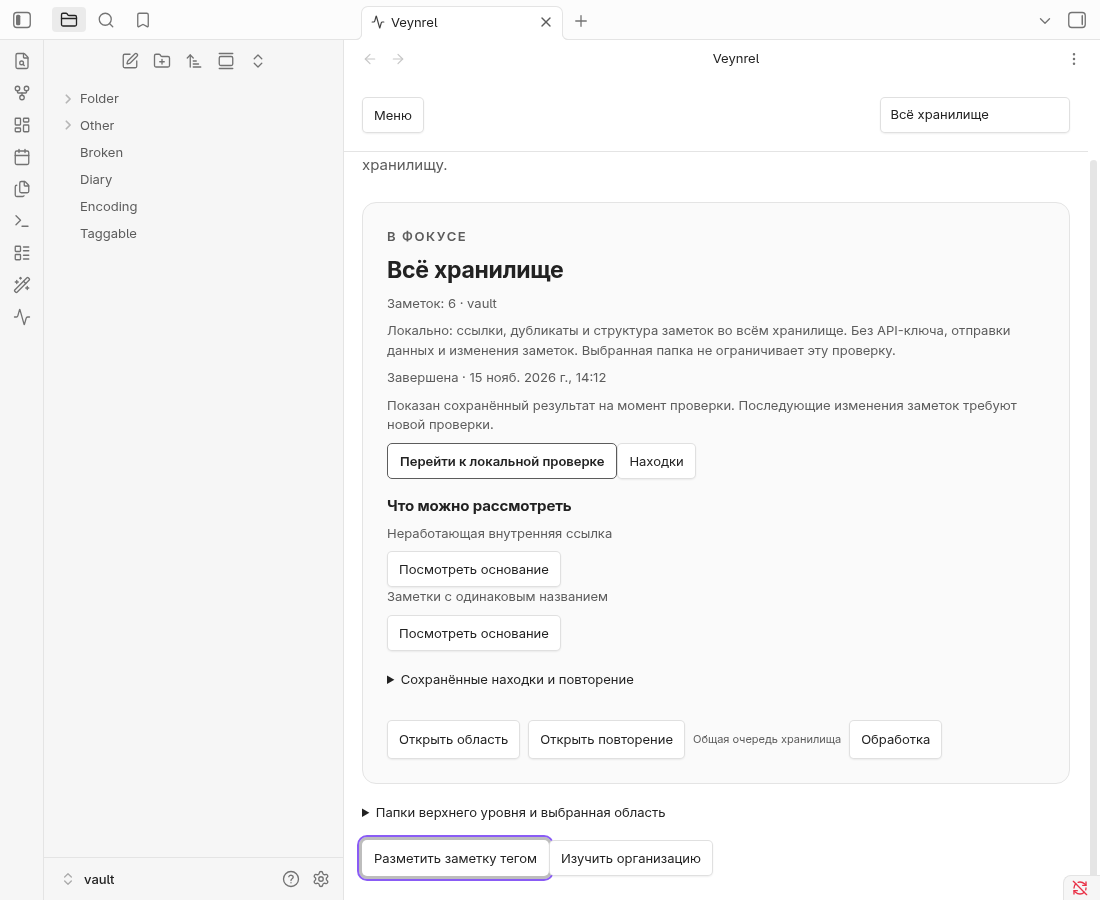 Veynrel
Veynrel
Folder
Other
Broken
Diary
Encoding
Taggable
vault
Меню
Всё хранилище
хранилищу.
В ФОКУСЕ
Всё хранилище
Заметок: 6 · vault
Локально: ссылки, дубликаты и структура заметок во всём хранилище. Без API-ключа, отправки
данных и изменения заметок. Выбранная папка не ограничивает эту проверку.
Завершена · 15 нояб. 2026 г., 14:12
Показан сохранённый результат на момент проверки. Последующие изменения заметок требуют
новой проверки.
Перейти к локальной проверке Находки
Что можно рассмотреть
Неработающая внутренняя ссылка
Посмотреть основание
Заметки с одинаковым названием
Посмотреть основание
Сохранённые находки и повторение
Открыть область Открыть повторение Общая очередь хранилища Обработка
Папки верхнего уровня и выбранная область
Разметить заметку тегом Изучить организацию